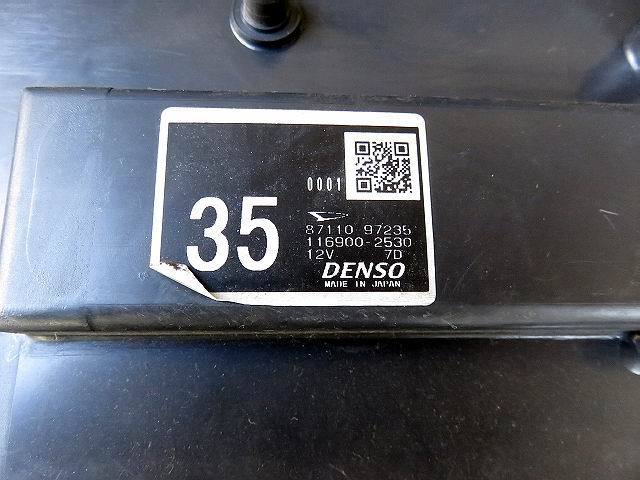 0001
35
87110 97235
116900-2530
12V 7D
DENSO
MADE IN JAPAN